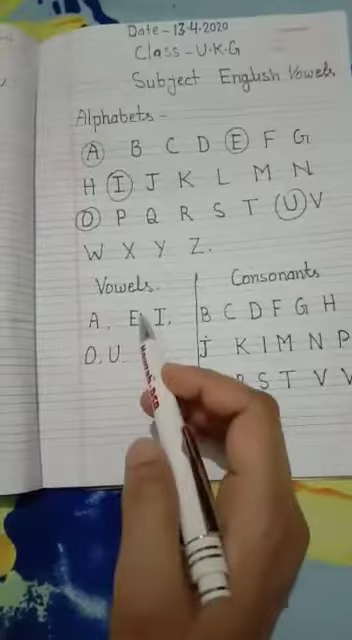 Date - 13.4.2020
Class - U.K.G
Subject English Vowels
Alphabets -
A B C D E F G
H I J K L M N
O P Q R S T U V
W X Y Z.
Vowels.
A, E, I,
O, U
Consonants
B C D F G H
j K I M N P
R S T V